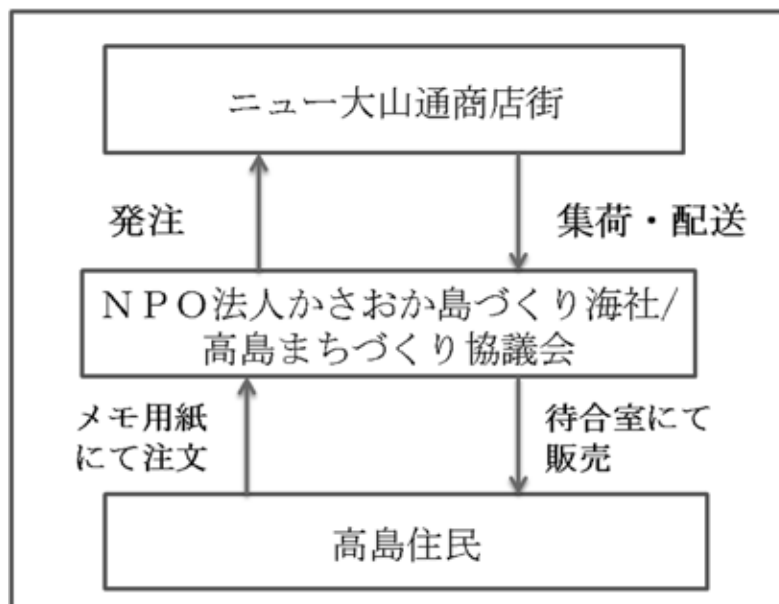 ニュー大山通商店街
発注
集荷・配送
ＮＰＯ法人かさおか島づくり海社/
高島まちづくり協議会
メモ用紙
にて注文
待合室にて
販売
高島住民